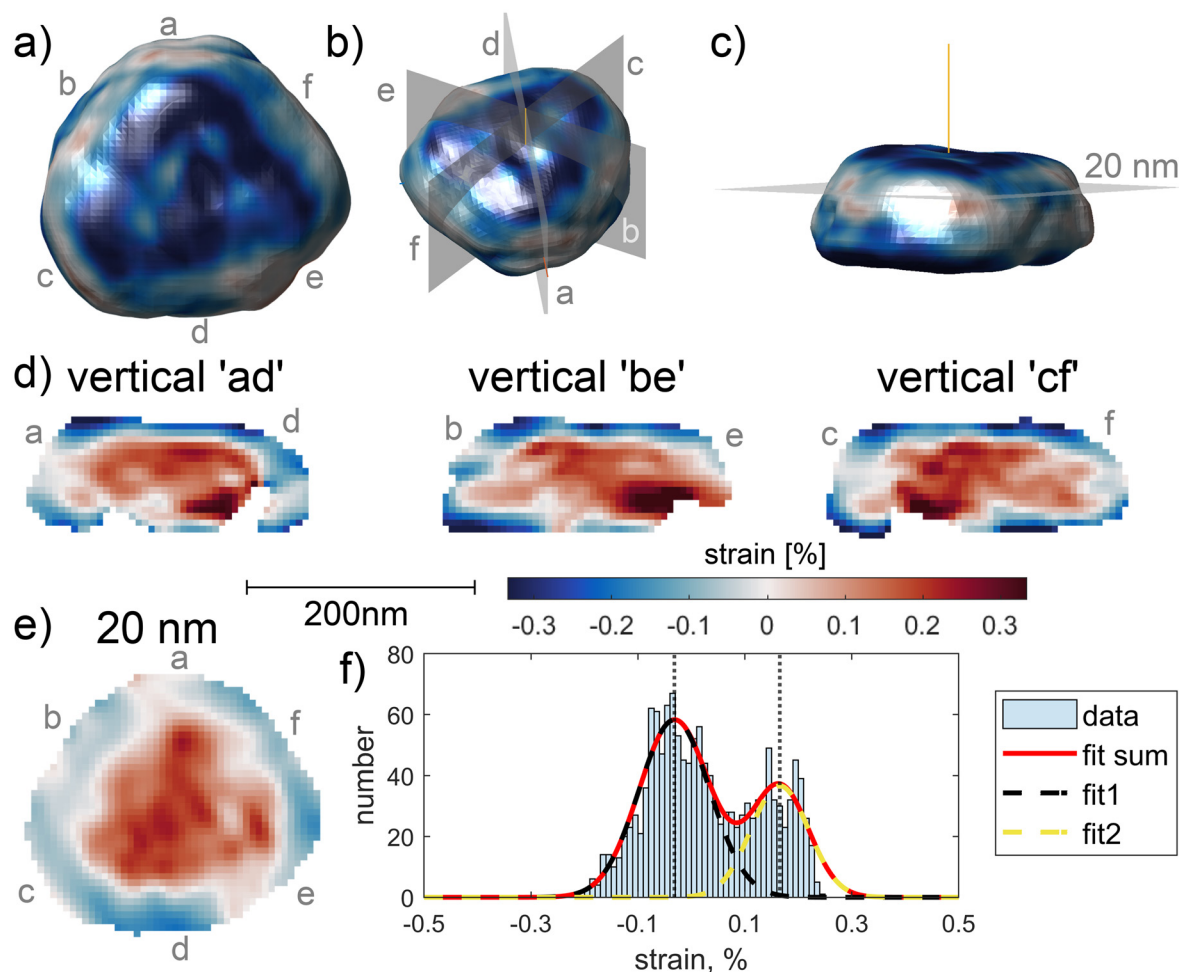 a)
a
b
f
c
e
d
b)
d
c
e
f
b
a
c)
20 nm
d)
vertical 'ad'
vertical 'be'
vertical 'cf'
a
d
b
e
c
f
strain [%]
-0.3 -0.2 -0.1 0 0.1 0.2 0.3
200nm
e)
20 nm
a
b
f
c
e
d
f)
80
60
40
20
0
number
-0.5 -0.3 -0.1 0.1 0.3 0.5
strain, %
data
fit sum
fit1
fit2